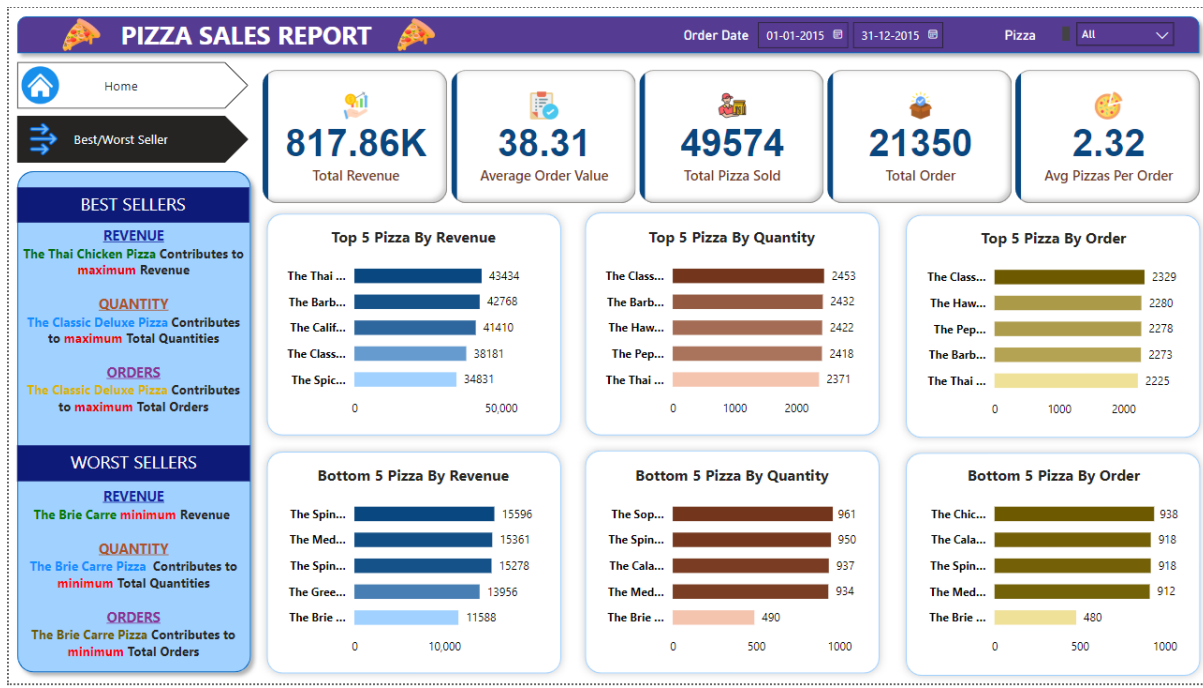 PIZZA SALES REPORT
Order Date 01-01-2015 31-12-2015
Pizza All
Home
Best/Worst Seller
817.86K
Total Revenue
38.31
Average Order Value
49574
Total Pizza Sold
21350
Total Order
2.32
Avg Pizzas Per Order
BEST SELLERS
REVENUE
The Thai Chicken Pizza Contributes to
maximum Revenue
QUANTITY
The Classic Deluxe Pizza Contributes
to maximum Total Quantities
ORDERS
The Classic Deluxe Pizza Contributes
to maximum Total Orders
WORST SELLERS
REVENUE
The Brie Carre minimum Revenue
QUANTITY
The Brie Carre Pizza Contributes to
minimum Total Quantities
ORDERS
The Brie Carre Pizza Contributes to
minimum Total Orders
Top 5 Pizza By Revenue
The Thai ... 43434
The Barb... 42768
The Calif... 41410
The Class... 38181
The Spic... 34831
0 50,000
Top 5 Pizza By Quantity
The Class... 2453
The Barb... 2432
The Haw... 2422
The Pep... 2418
The Thai ... 2371
0 1000 2000
Top 5 Pizza By Order
The Class... 2329
The Haw... 2280
The Pep... 2278
The Barb... 2273
The Thai ... 2225
0 1000 2000
Bottom 5 Pizza By Revenue
The Spin... 15596
The Med... 15361
The Spin... 15278
The Gree... 13956
The Brie ... 11588
0 10,000
Bottom 5 Pizza By Quantity
The Sop... 961
The Spin... 950
The Cala... 937
The Med... 934
The Brie ... 490
0 500 1000
Bottom 5 Pizza By Order
The Chic... 938
The Cala... 918
The Spin... 918
The Med... 912
The Brie ... 480
0 500 1000